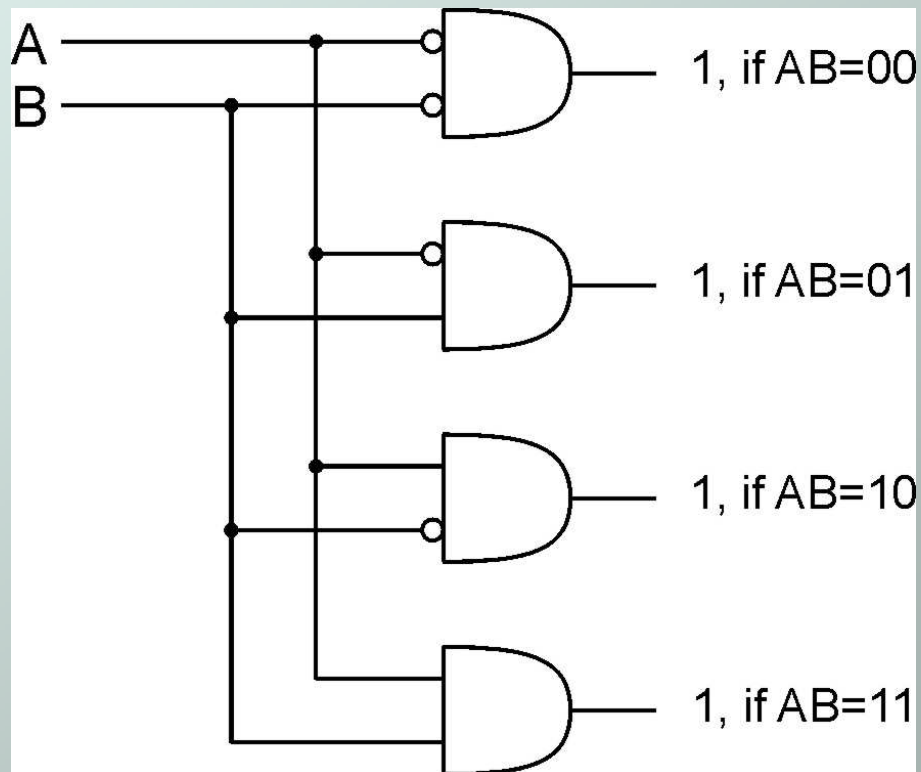 A
B
1, if AB=00
1, if AB=01
1, if AB=10
1, if AB=11